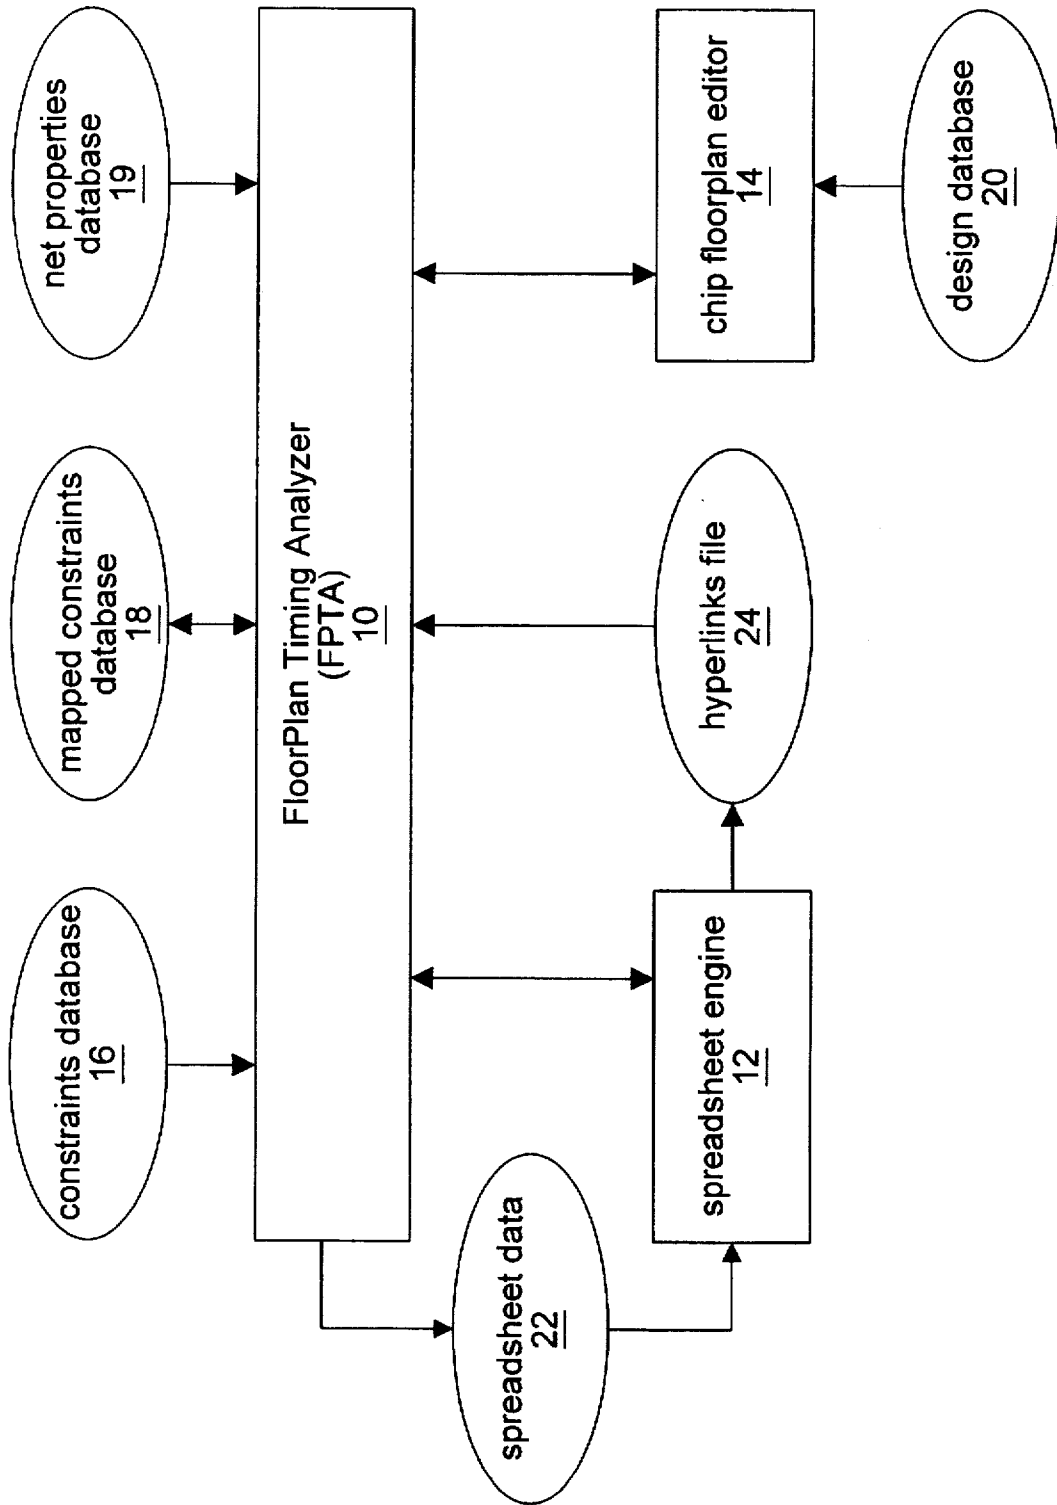 constraints database
16
mapped constraints
database
18
net properties
database
19
FloorPlan Timing Analyzer
(FPTA)
10
spreadsheet data
22
spreadsheet engine
12
hyperlinks file
24
chip floorplan editor
14
design database
20